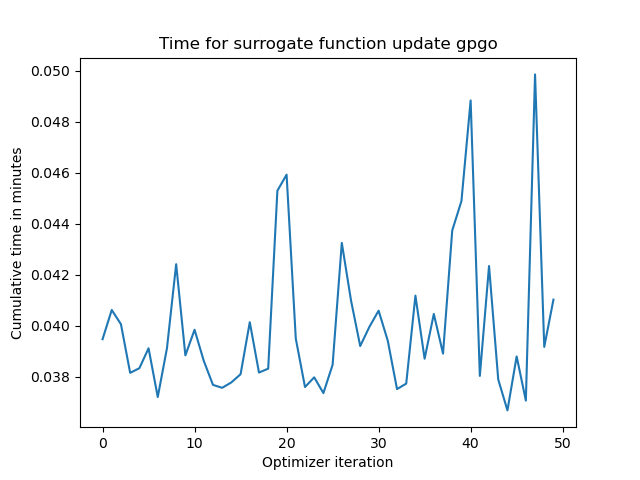 Time for surrogate function update gpgo
0.050
0.048
0.046
0.044
0.042
0.040
0.038
Cumulative time in minutes
0 10 20 30 40 50
Optimizer iteration